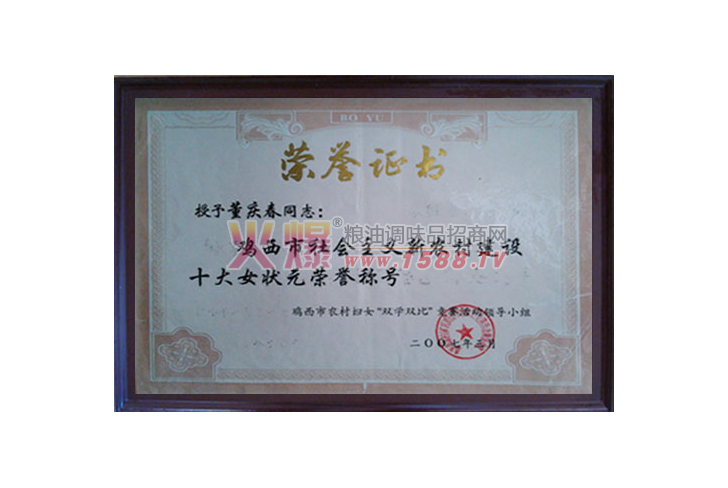 BO YU
荣誉证书
授予董庆春同志：
鸡西市社会主义新农村建设
十大女状元荣誉称号
火爆®粮油调味品招商网
www.1588.tv
鸡西市农村妇女“双学双比”竞赛活动领导小组
二〇〇七年三月